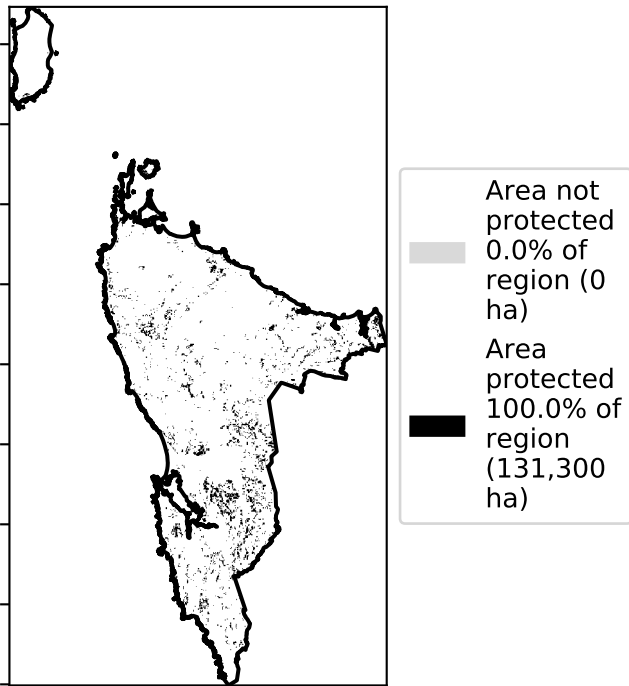 Area not
protected
0.0% of
region (0
ha)
Area
protected
100.0% of
region
(131,300
ha)